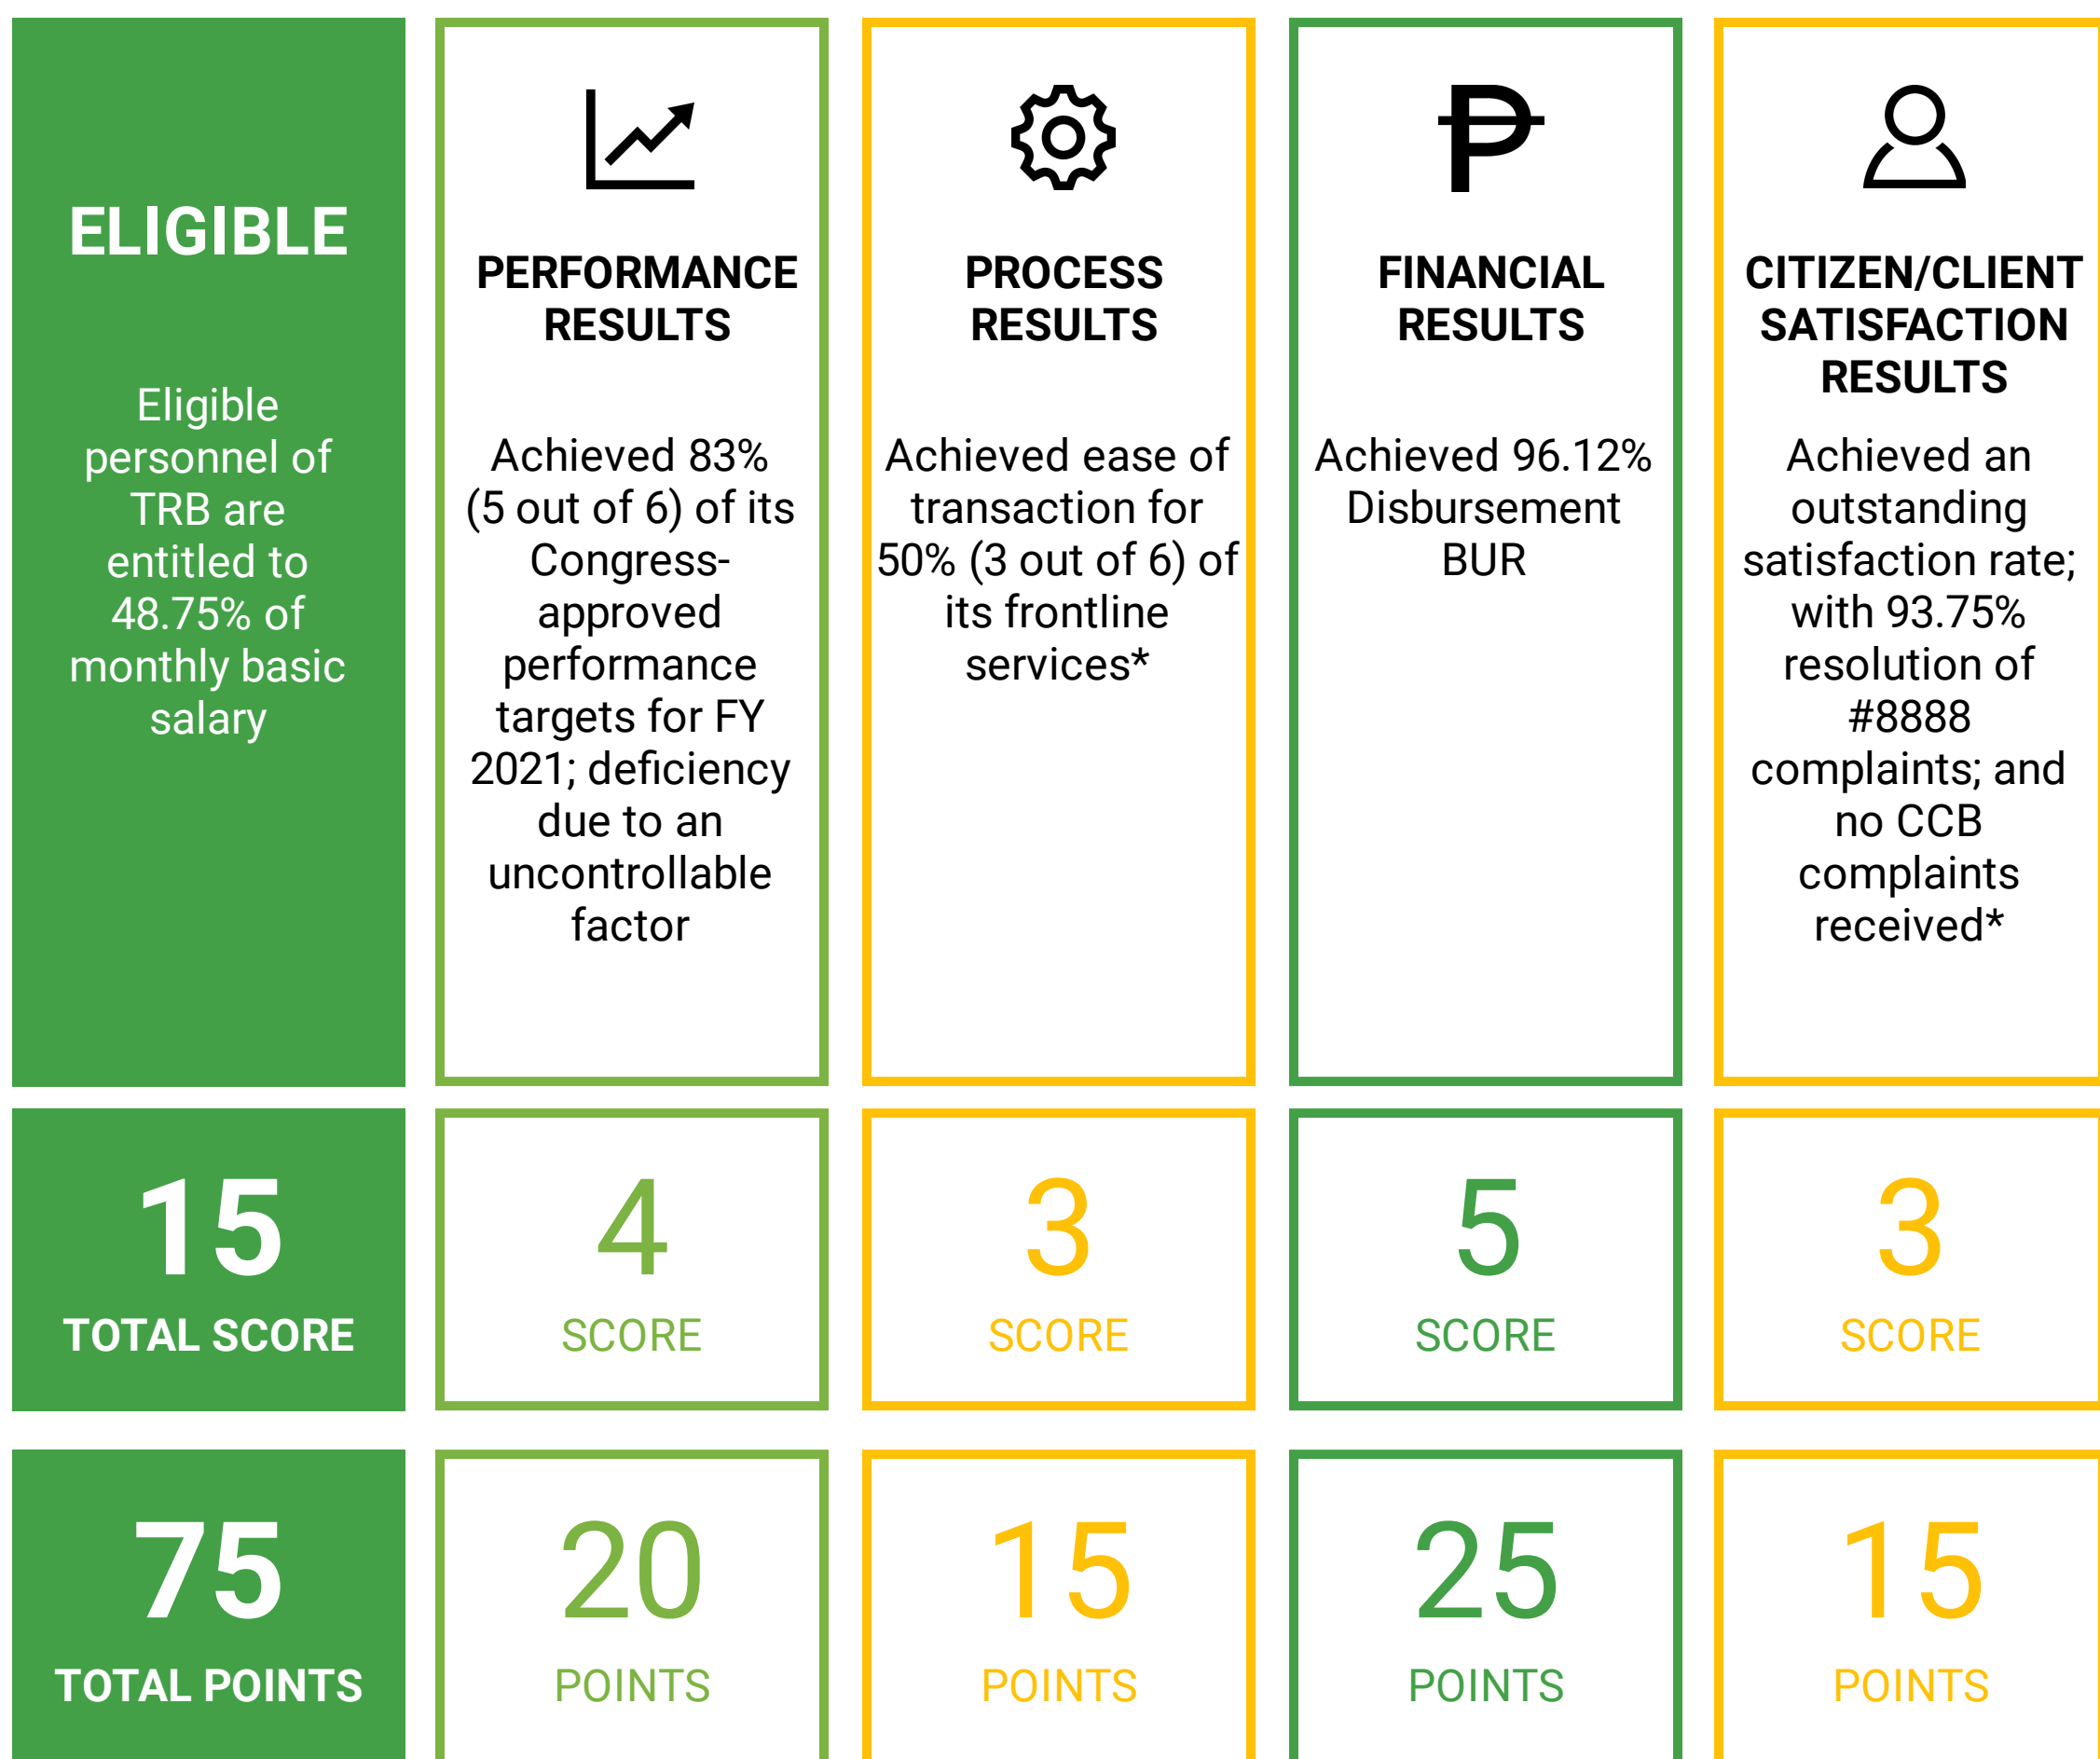 ELIGIBLE
Eligible
personnel of
TRB are
entitled to
48.75% of
monthly basic
salary
PERFORMANCE
RESULTS
Achieved 83%
(5 out of 6) of its
Congress-
approved
performance
targets for FY
2021; deficiency
due to an
uncontrollable
factor
PROCESS
RESULTS
Achieved ease of
transaction for
50% (3 out of 6) of
its frontline
services*
FINANCIAL
RESULTS
Achieved 96.12%
Disbursement
BUR
CITIZEN/CLIENT
SATISFACTION
RESULTS
Achieved an
outstanding
satisfaction rate;
with 93.75%
resolution of
#8888
complaints; and
no CCB
complaints
received*
15
TOTAL SCORE
4
SCORE
3
SCORE
5
SCORE
3
SCORE
75
TOTAL POINTS
20
POINTS
15
POINTS
25
POINTS
15
POINTS